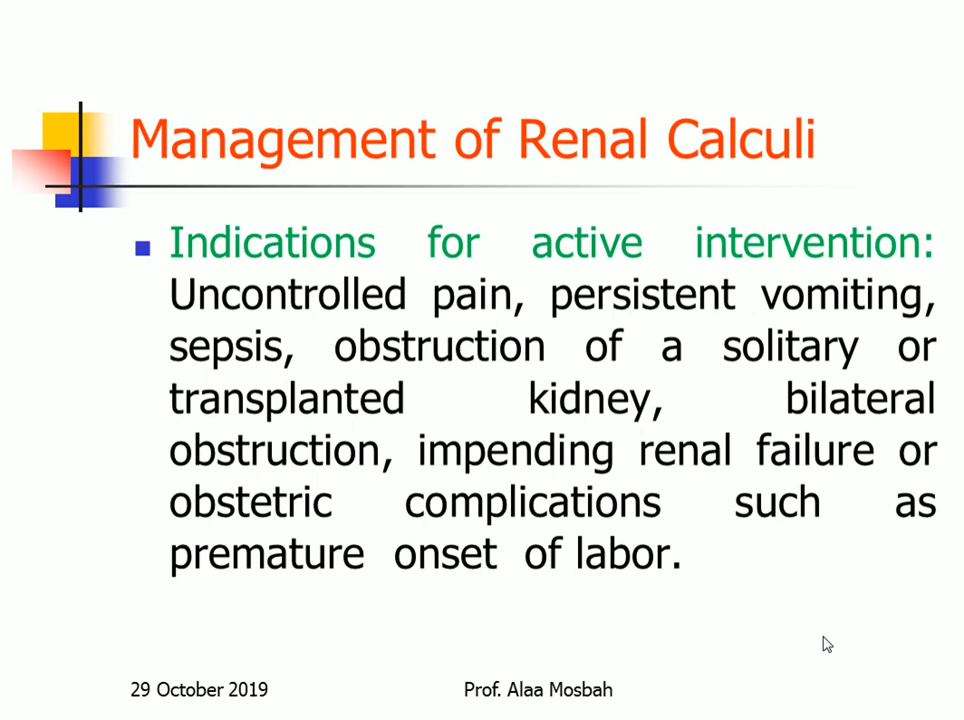 Management of Renal Calculi
Indications for active intervention:
Uncontrolled pain, persistent vomiting,
sepsis, obstruction of a solitary or
transplanted kidney, bilateral
obstruction, impending renal failure or
obstetric complications such as
premature onset of labor.
29 October 2019
Prof. Alaa Mosbah